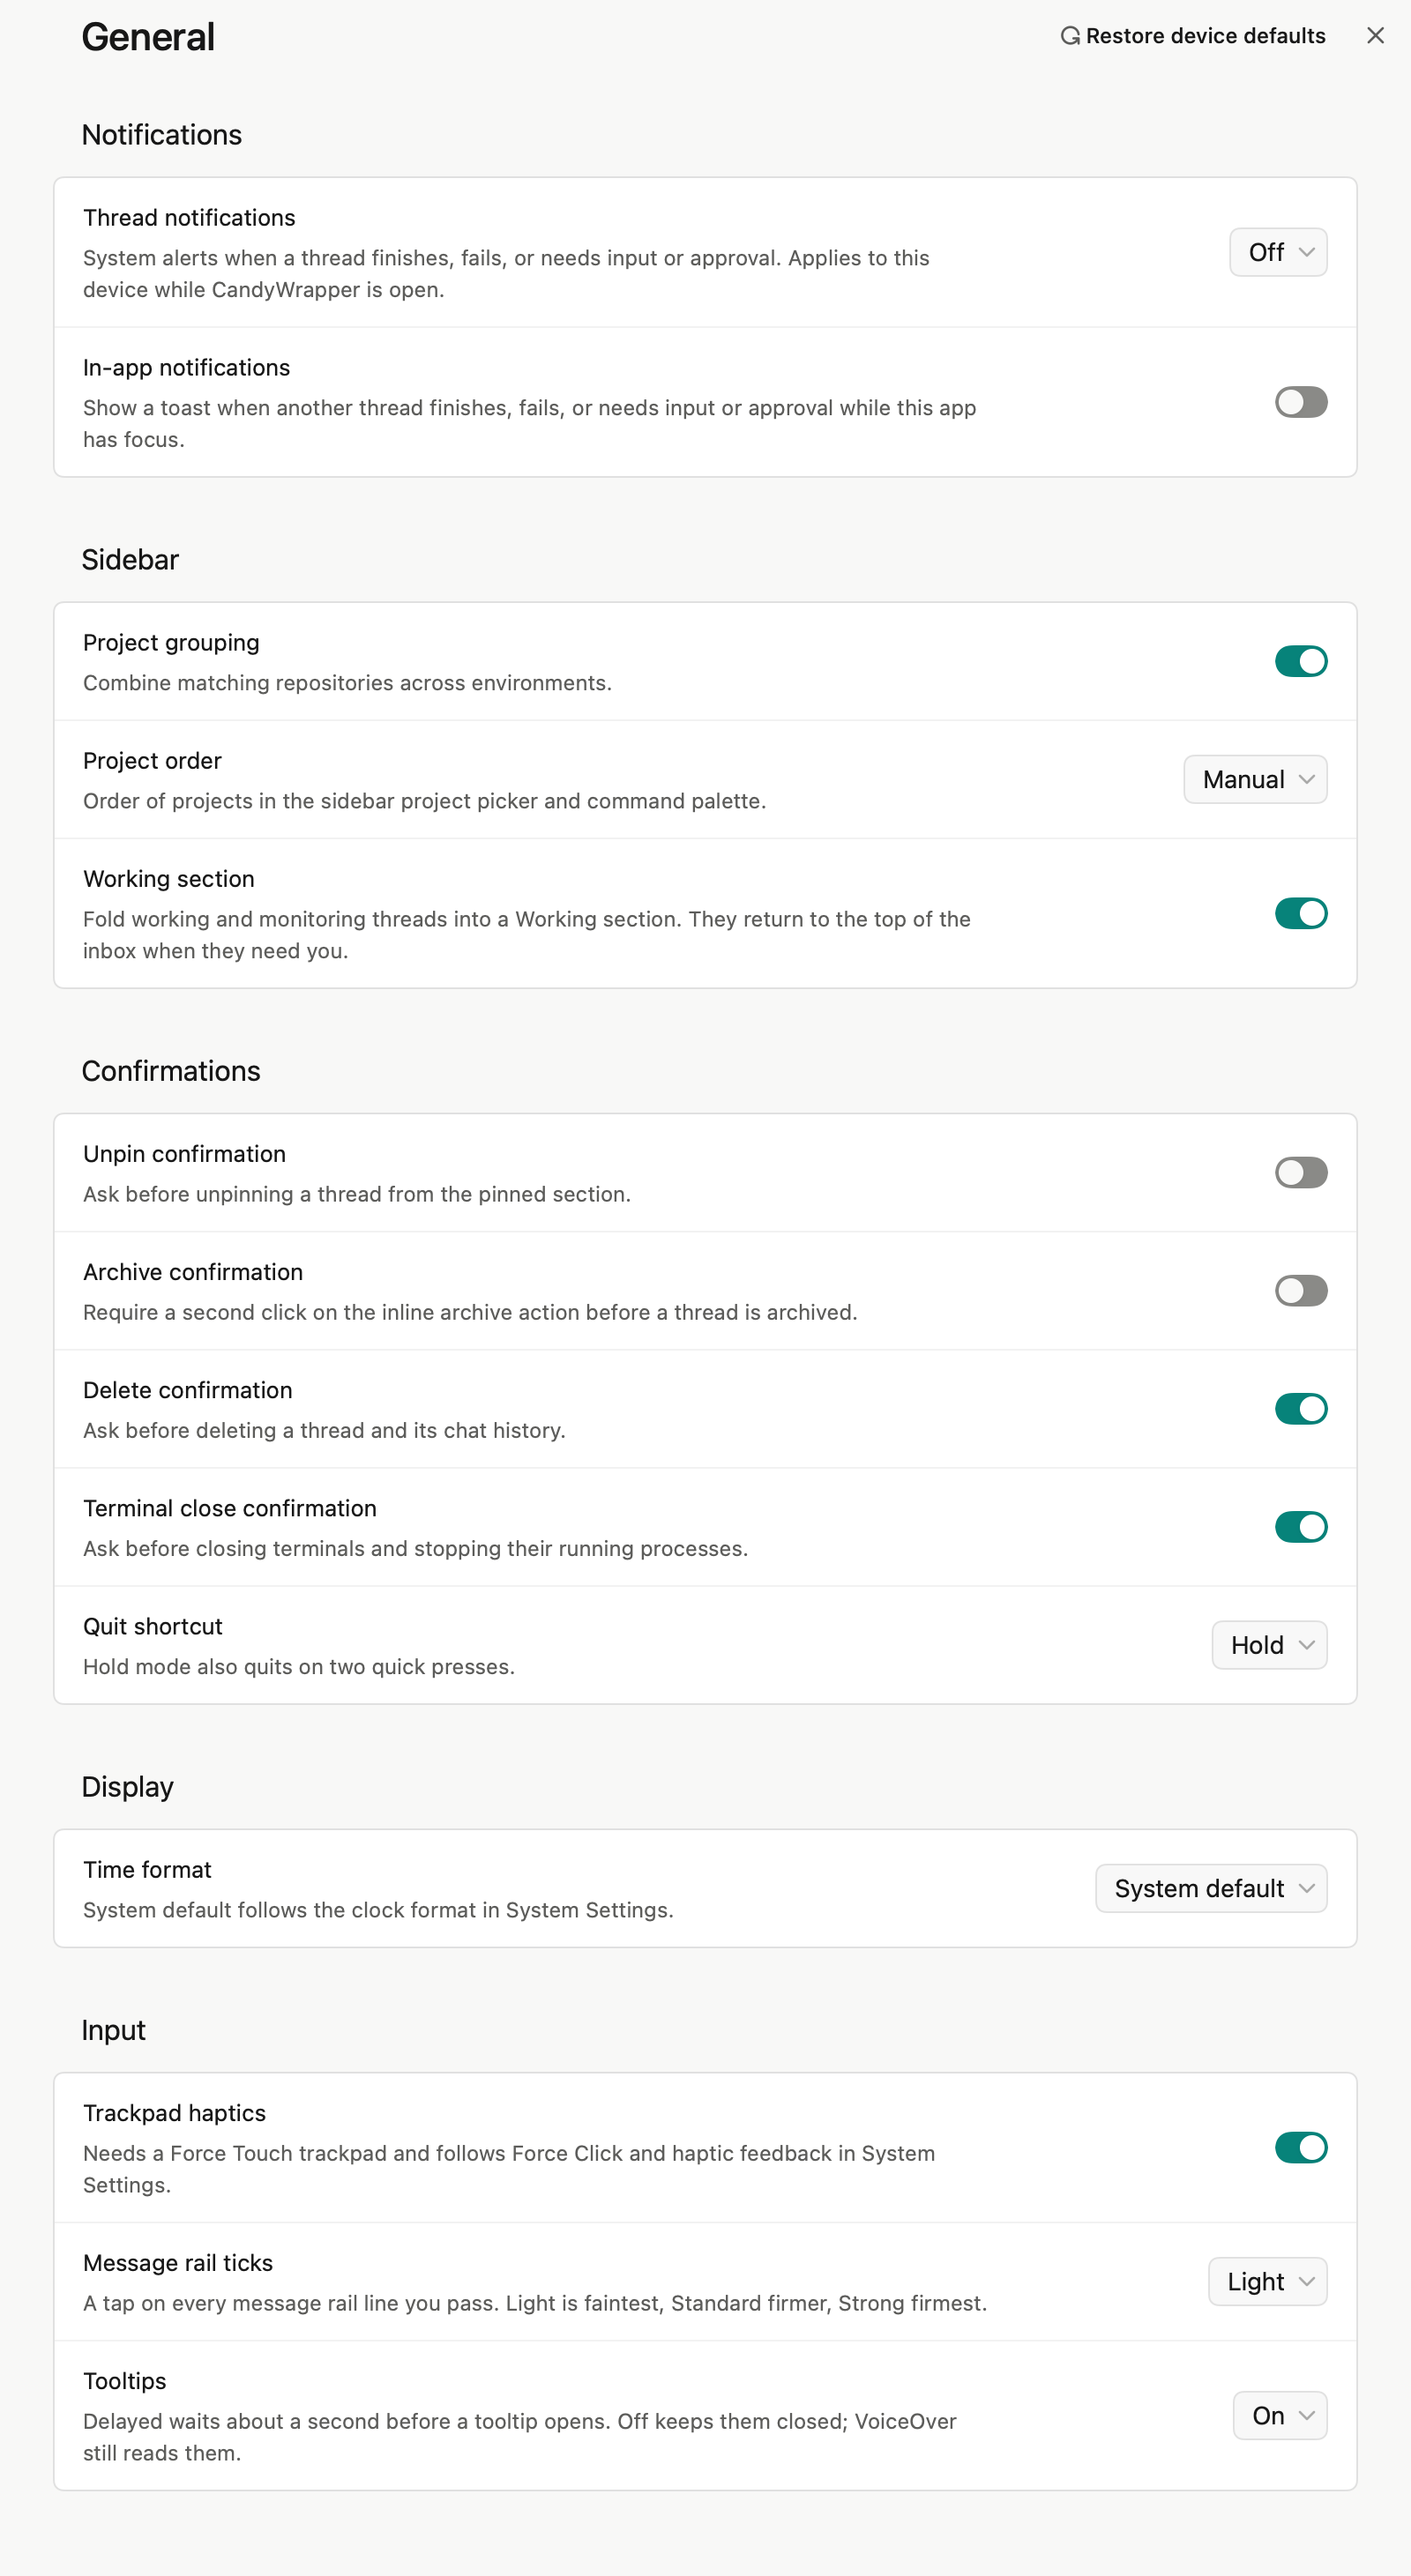 General
Restore device defaults
Notifications
Thread notifications
System alerts when a thread finishes, fails, or needs input or approval. Applies to this
device while CandyWrapper is open.
Off
In-app notifications
Show a toast when another thread finishes, fails, or needs input or approval while this app
has focus.
Sidebar
Project grouping
Combine matching repositories across environments.
Project order
Order of projects in the sidebar project picker and command palette.
Manual
Working section
Fold working and monitoring threads into a Working section. They return to the top of the
inbox when they need you.
Confirmations
Unpin confirmation
Ask before unpinning a thread from the pinned section.
Archive confirmation
Require a second click on the inline archive action before a thread is archived.
Delete confirmation
Ask before deleting a thread and its chat history.
Terminal close confirmation
Ask before closing terminals and stopping their running processes.
Quit shortcut
Hold mode also quits on two quick presses.
Hold
Display
Time format
System default follows the clock format in System Settings.
System default
Input
Trackpad haptics
Needs a Force Touch trackpad and follows Force Click and haptic feedback in System
Settings.
Message rail ticks
A tap on every message rail line you pass. Light is faintest, Standard firmer, Strong firmest.
Light
Tooltips
Delayed waits about a second before a tooltip opens. Off keeps them closed; VoiceOver
still reads them.
On